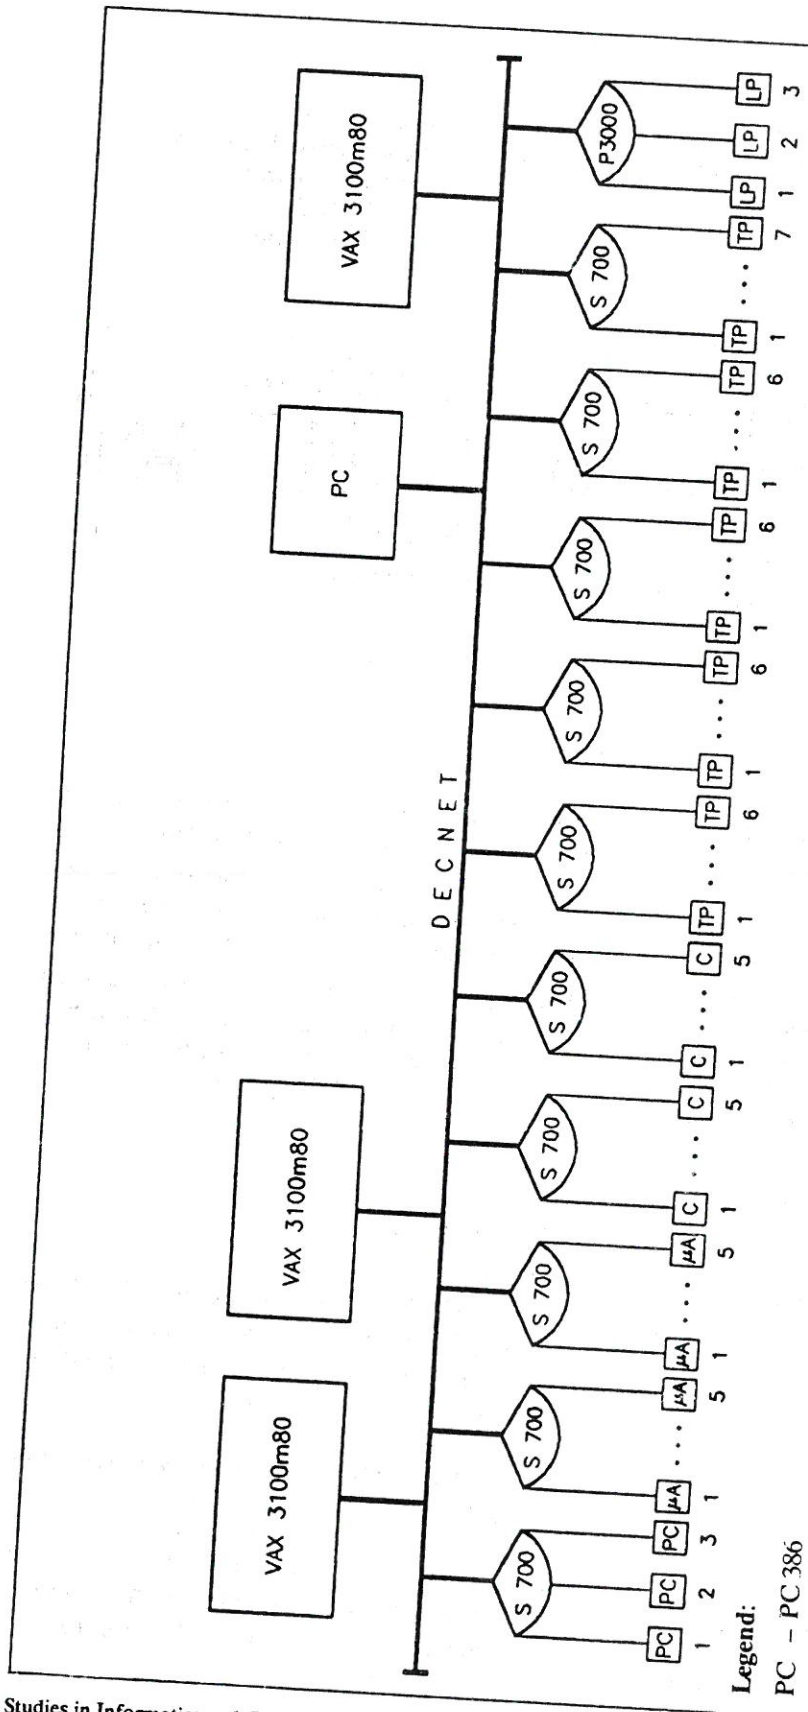 VAX 3100m80 VAX 3100m80 PC VAX 3100m80
D E C N E T
S 700 S 700 S 700 S 700 S 700 S 700 S 700 S 700 S 700 S 700 P3000
PC PC PC µA .... µA µA .... µA C .... C C .... C TP .... TP TP .... TP TP .... TP TP .... TP TP .... TP LP LP LP
1 2 3 1 5 1 5 1 5 1 5 1 6 1 6 1 6 1 6 1 7 1 2 3
Legend:
PC – PC 386
Studies in